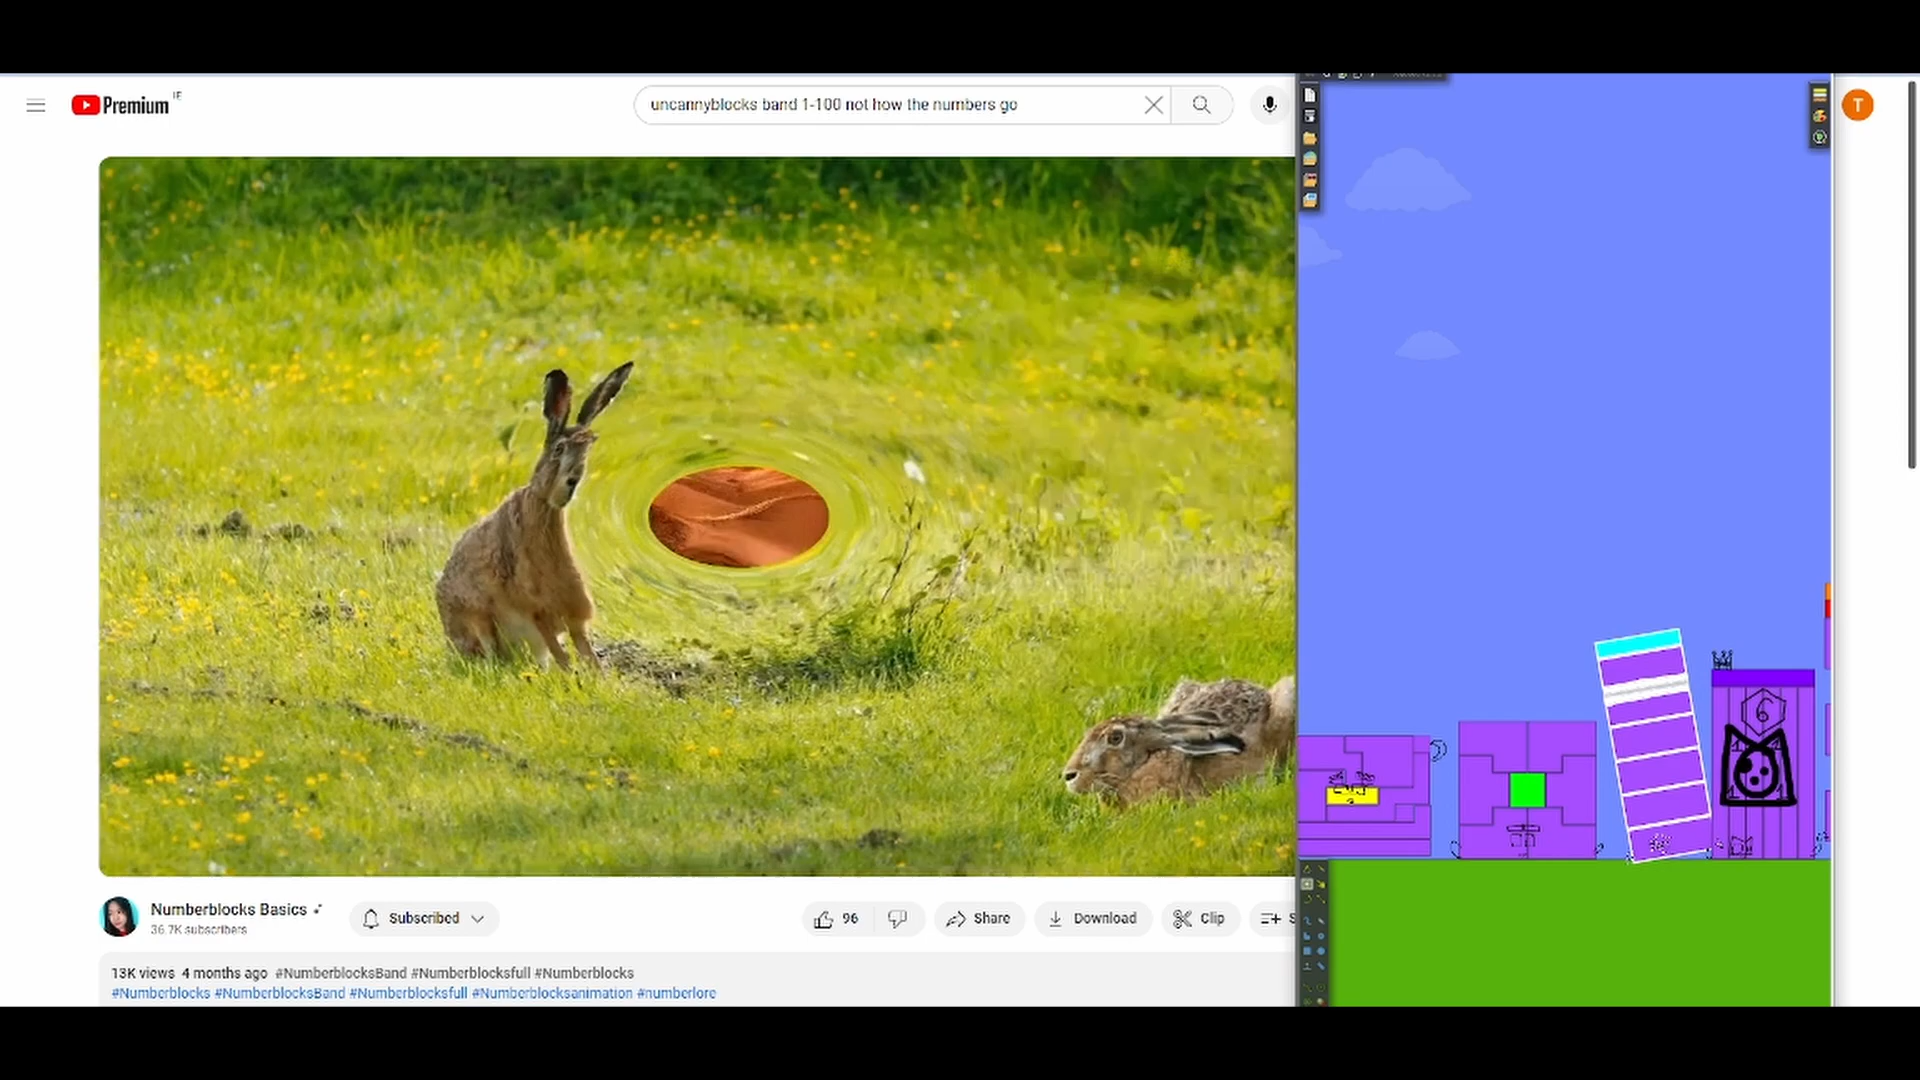 Premium IE
uncannyblocks band 1-100 not how the numbers go
T
6
Numberblocks Basics
36.7K subscribers
Subscribed
96
Share
Download
Clip
S
13K views 4 months ago #NumberblocksBand #Numberblocksfull #Numberblocks
#Numberblocks #NumberblocksBand #Numberblocksfull #Numberblocksanimation #numberlore